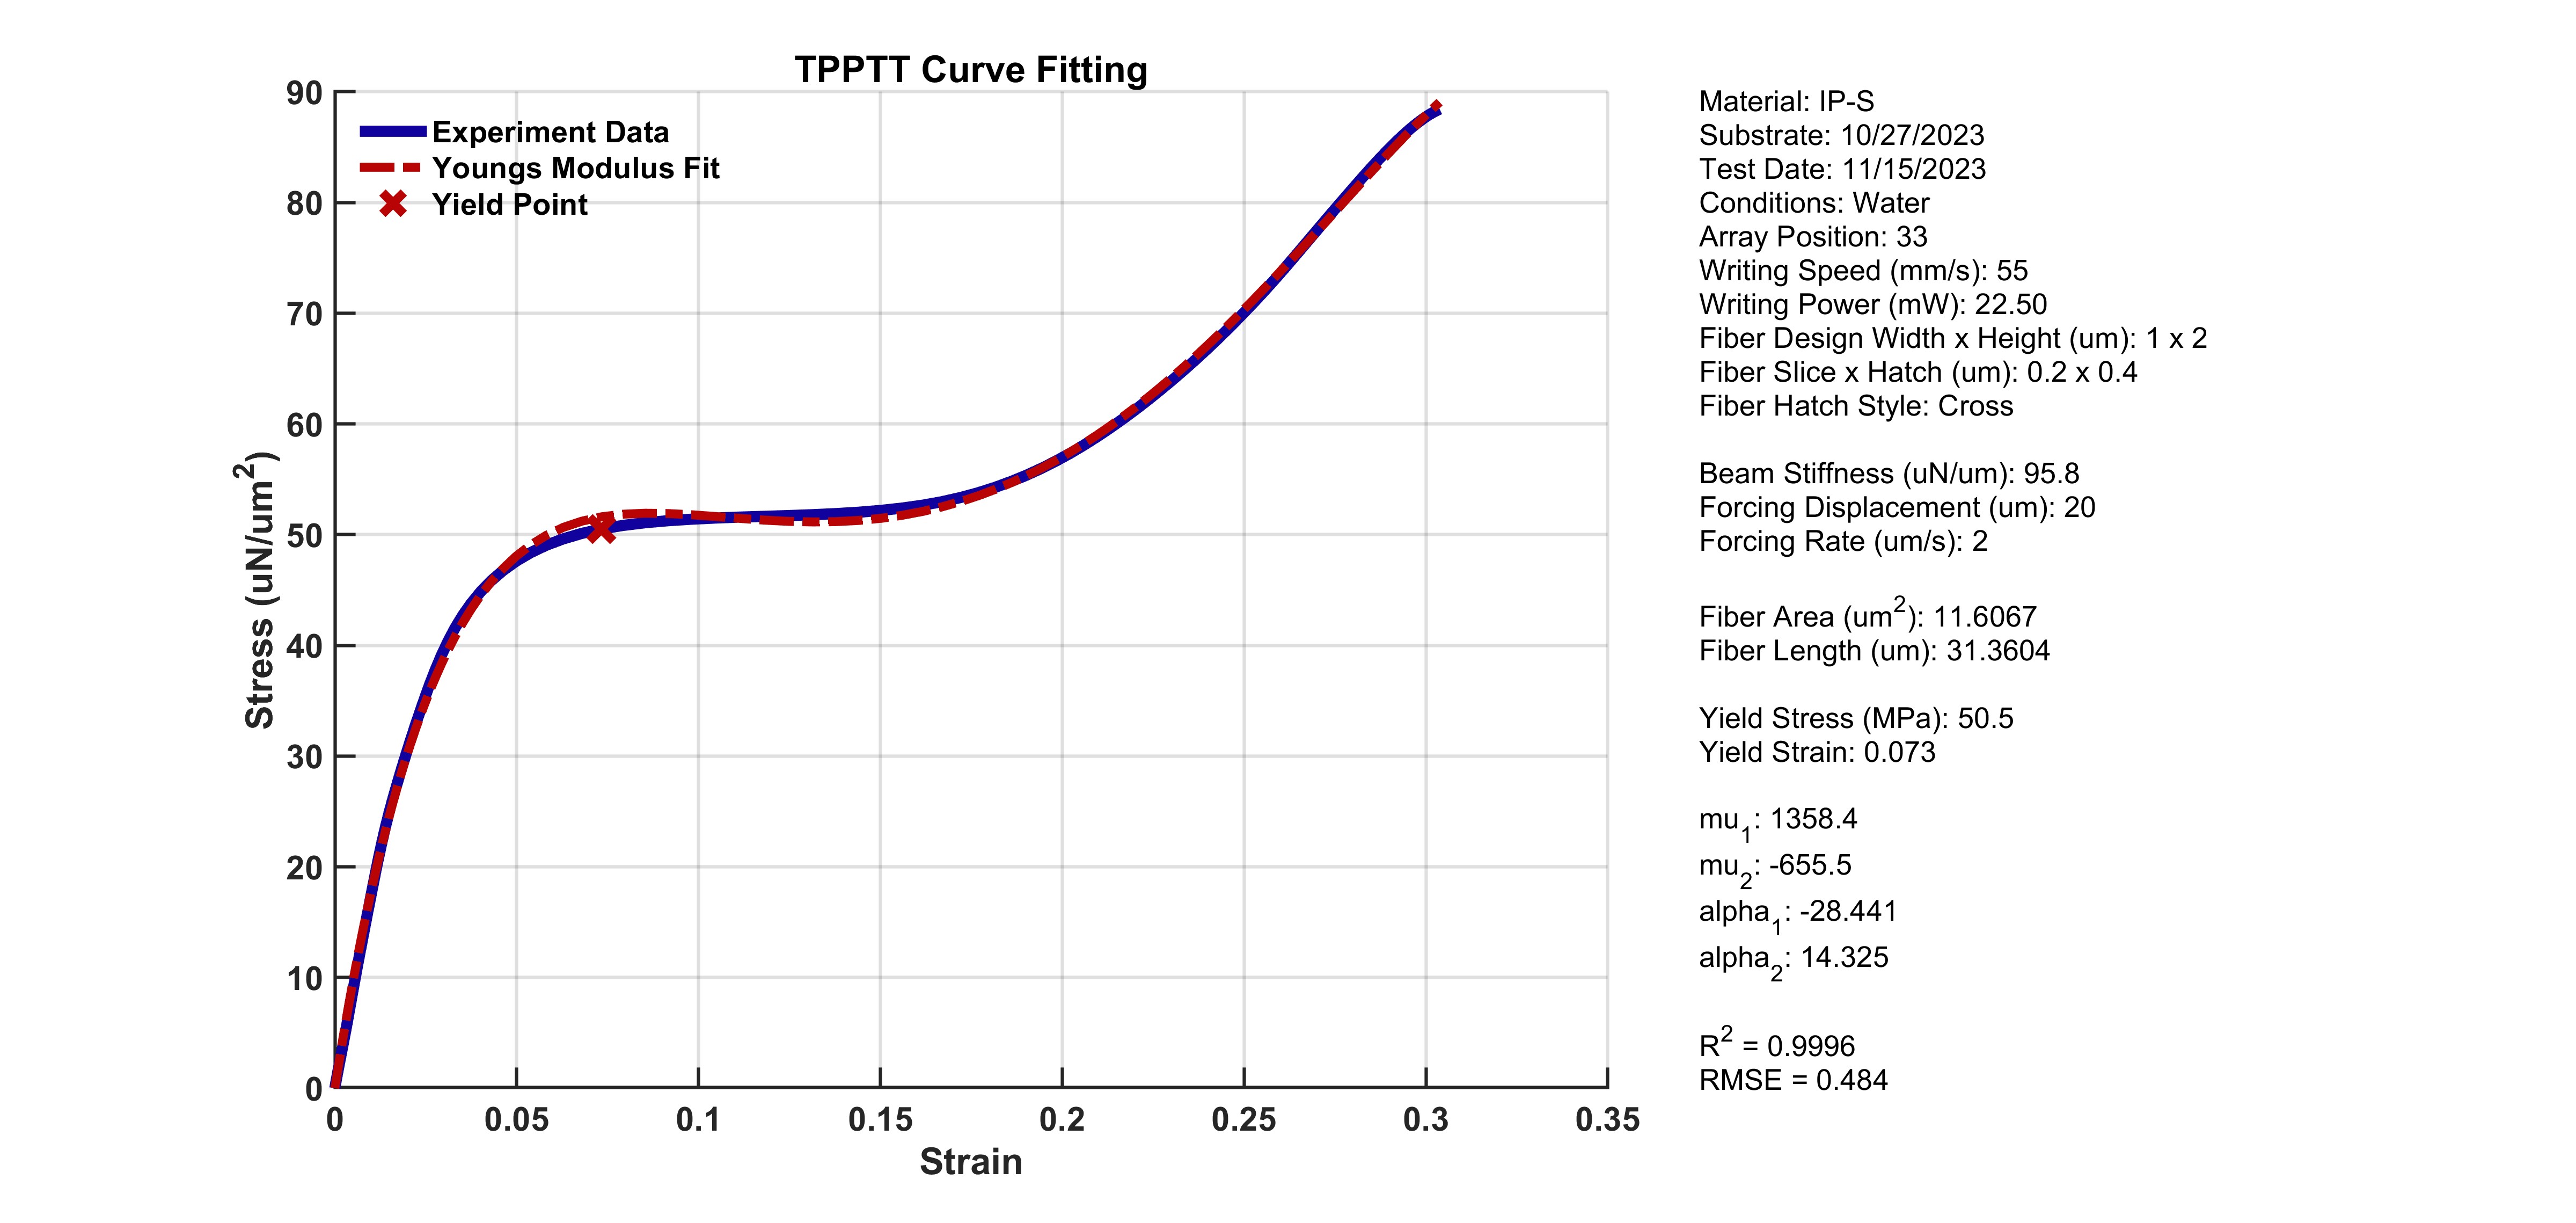 TPPTT Curve Fitting
90
80
70
60
50
40
30
20
10
0
Stress (uN/um²)
Experiment Data
Youngs Modulus Fit
Yield Point
0 0.05 0.1 0.15 0.2 0.25 0.3 0.35
Strain
Material: IP-S
Substrate: 10/27/2023
Test Date: 11/15/2023
Conditions: Water
Array Position: 33
Writing Speed (mm/s): 55
Writing Power (mW): 22.50
Fiber Design Width x Height (um): 1 x 2
Fiber Slice x Hatch (um): 0.2 x 0.4
Fiber Hatch Style: Cross
Beam Stiffness (uN/um): 95.8
Forcing Displacement (um): 20
Forcing Rate (um/s): 2
Fiber Area (um²): 11.6067
Fiber Length (um): 31.3604
Yield Stress (MPa): 50.5
Yield Strain: 0.073
mu₁: 1358.4
mu₂: -655.5
alpha₁: -28.441
alpha₂: 14.325
R² = 0.9996
RMSE = 0.484